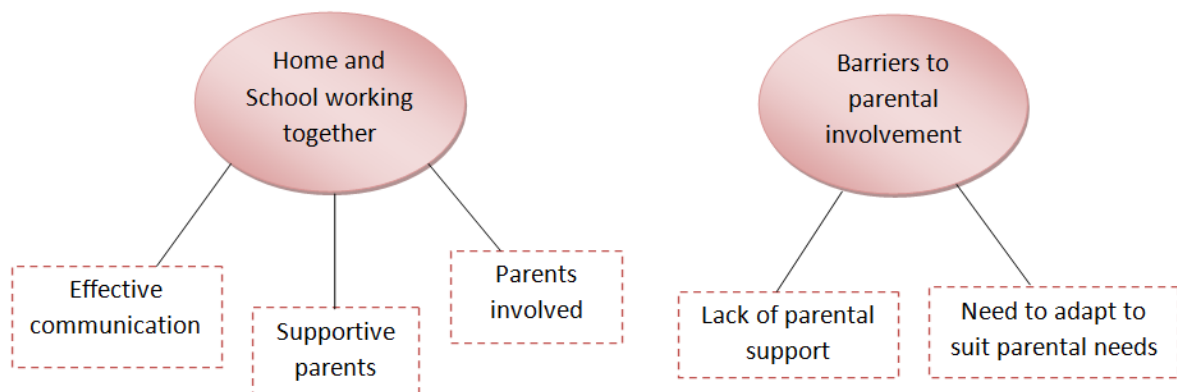 Home and
School working
together
Barriers to
parental
involvement
Effective
communication
Supportive
parents
Parents
involved
Lack of parental
support
Need to adapt to
suit parental needs